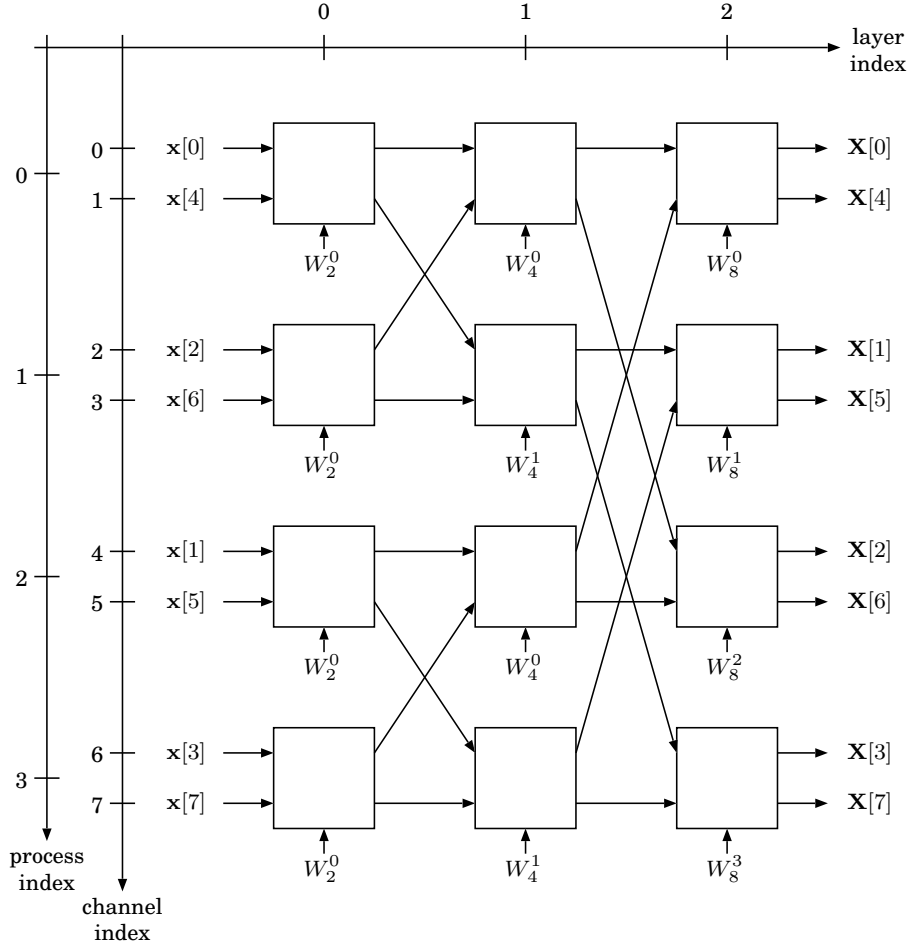 0 1 2
layer
index
0 x[0] X[0]
0
1 x[4] X[4]
W_2^0 W_4^0 W_8^0
2 x[2] X[1]
1
3 x[6] X[5]
W_2^0 W_4^1 W_8^1
4 x[1] X[2]
2
5 x[5] X[6]
W_2^0 W_4^0 W_8^2
6 x[3] X[3]
3
7 x[7] X[7]
W_2^0 W_4^1 W_8^3
process
index
channel
index